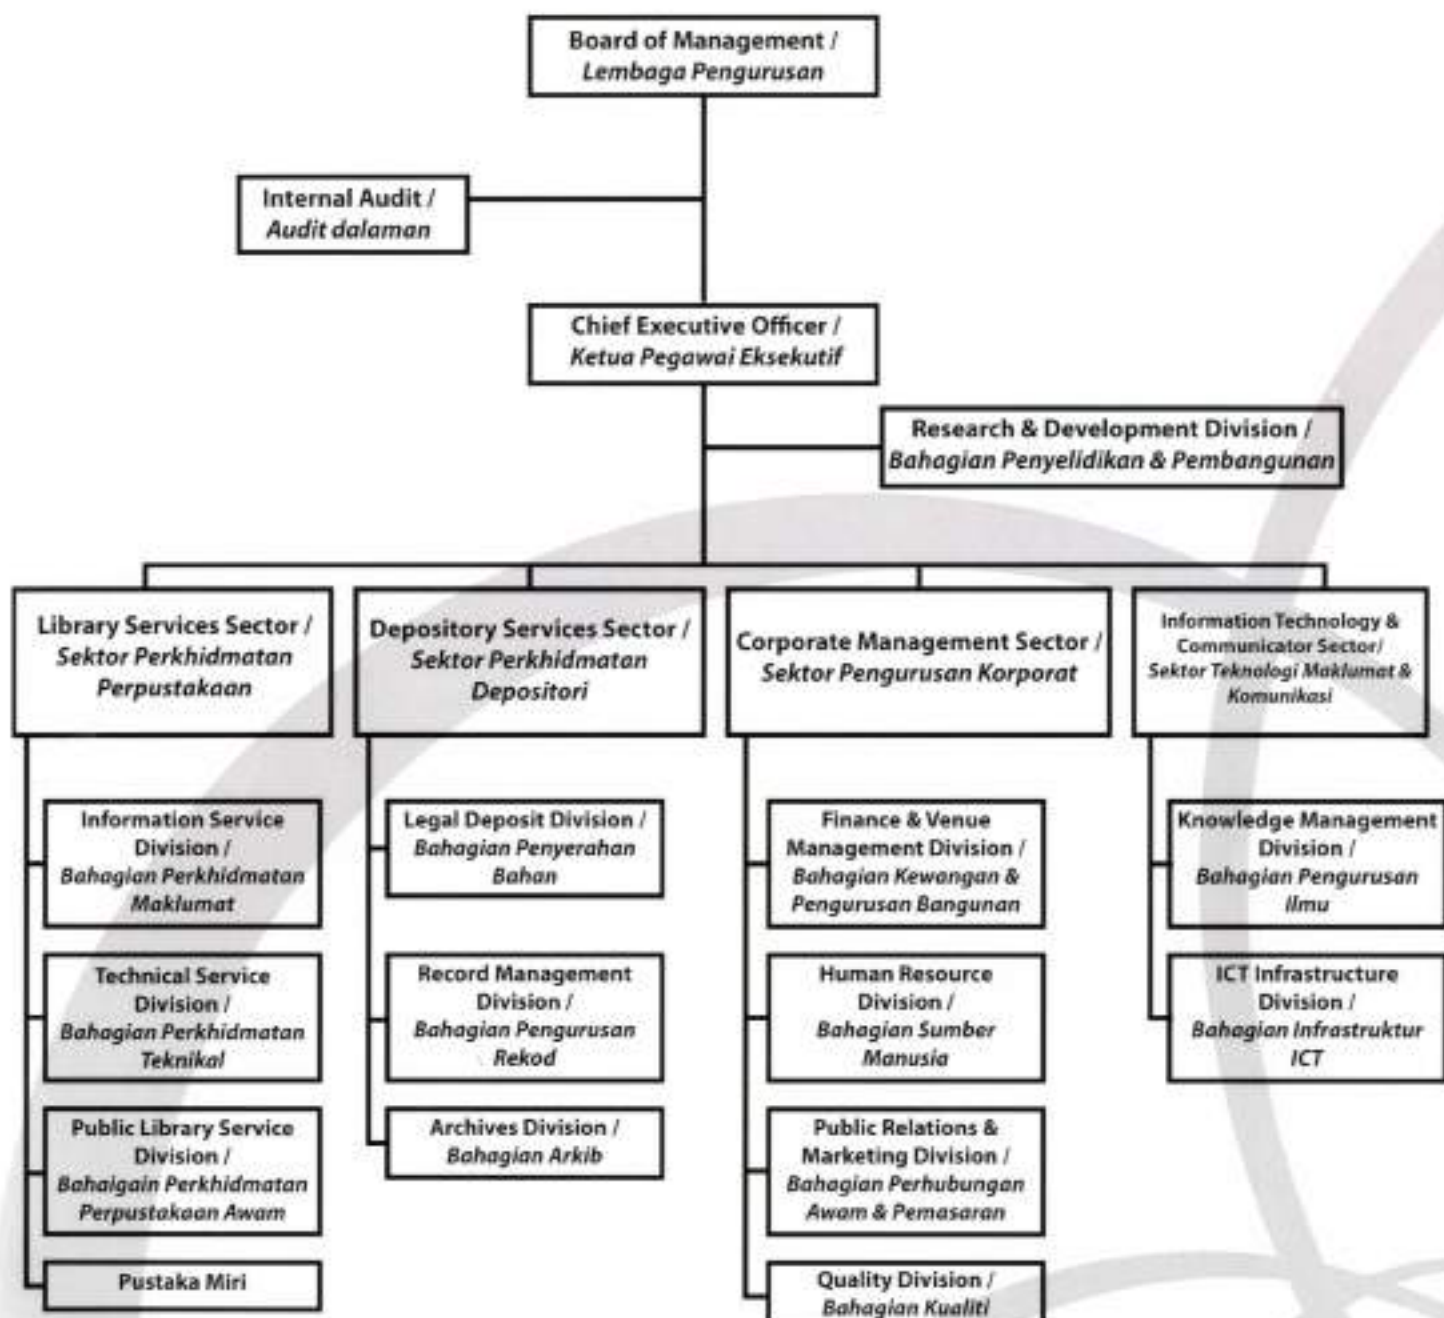 Board of Management /
Lembaga Pengurusan
Internal Audit /
Audit dalaman
Chief Executive Officer /
Ketua Pegawai Eksekutif
Research & Development Division /
Bahagian Penyelidikan & Pembangunan
Library Services Sector /
Sektor Perkhidmatan
Perpustakaan
Depository Services Sector /
Sektor Perkhidmatan
Depositori
Corporate Management Sector /
Sektor Pengurusan Korporat
Information Technology &
Communicator Sector/
Sektor Teknologi Maklumat &
Komunikasi
Information Service
Division /
Bahagian Perkhidmatan
Maklumat
Technical Service
Division /
Bahagian Perkhidmatan
Teknikal
Public Library Service
Division /
Bahaigain Perkhidmatan
Perpustakaan Awam
Pustaka Miri
Legal Deposit Division /
Bahagian Penyerahan
Bahan
Record Management
Division /
Bahagian Pengurusan
Rekod
Archives Division /
Bahagian Arkib
Finance & Venue
Management Division /
Bahagian Kewangan &
Pengurusan Bangunan
Human Resource
Division /
Bahagian Sumber
Manusia
Public Relations &
Marketing Division /
Bahagian Perhubungan
Awam & Pemasaran
Quality Division /
Bahagian Kualiti
Knowledge Management
Division /
Bahagian Pengurusan
Ilmu
ICT Infrastructure
Division /
Bahagian Infrastruktur
ICT